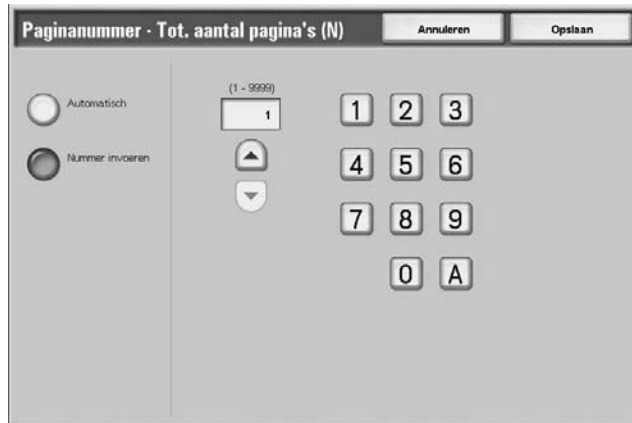 Paginanummer - Tot. aantal pagina's (N)
Annuleren
Opslaan
Automatisch
Nummer invoeren
(1 - 9999)
1
1 2 3
4 5 6
7 8 9
0 A